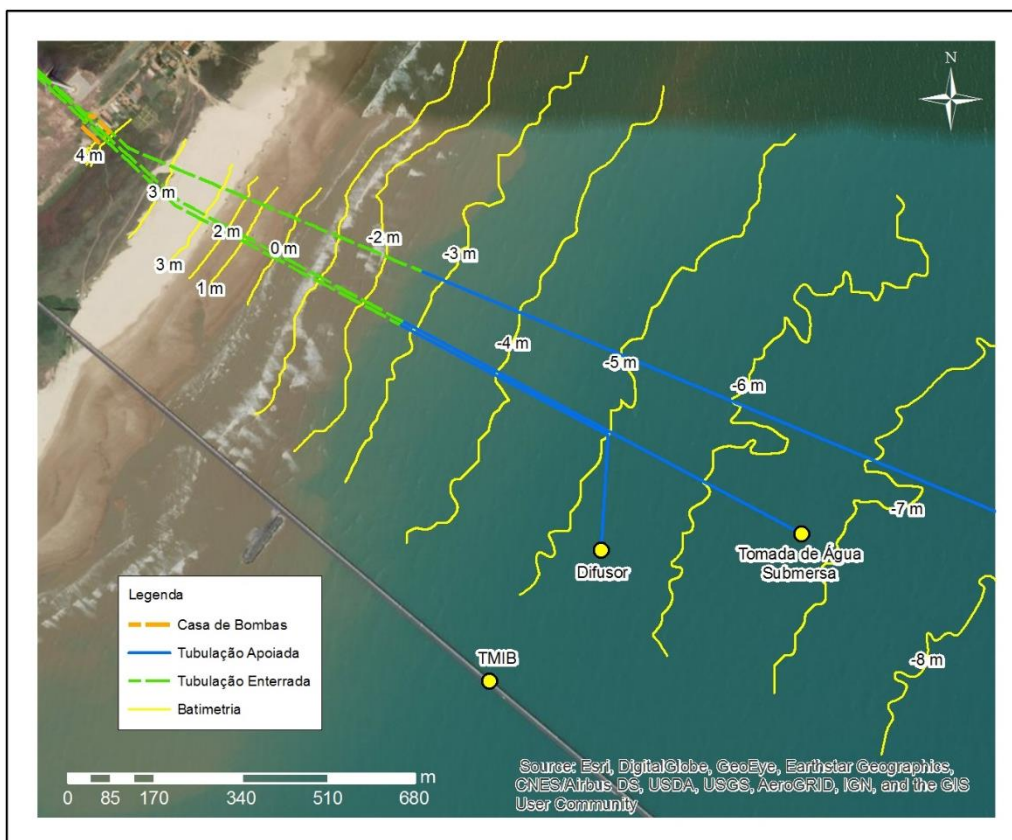 N
4 m
3 m
2 m
0 m
3 m
1 m
-2 m
-3 m
-4 m
-5 m
-6 m
-7 m
-8 m
Difusor
Tomada de Água
Submersa
TMIB
Legenda
Casa de Bombas
Tubulação Apoiada
Tubulação Enterrada
Batimetria
0 85 170 340 510 680 m
Source: Esri, DigitalGlobe, GeoEye, Earthstar Geographics,
CNES/Airbus DS, USDA, USGS, AeroGRID, IGN, and the GIS
User Community